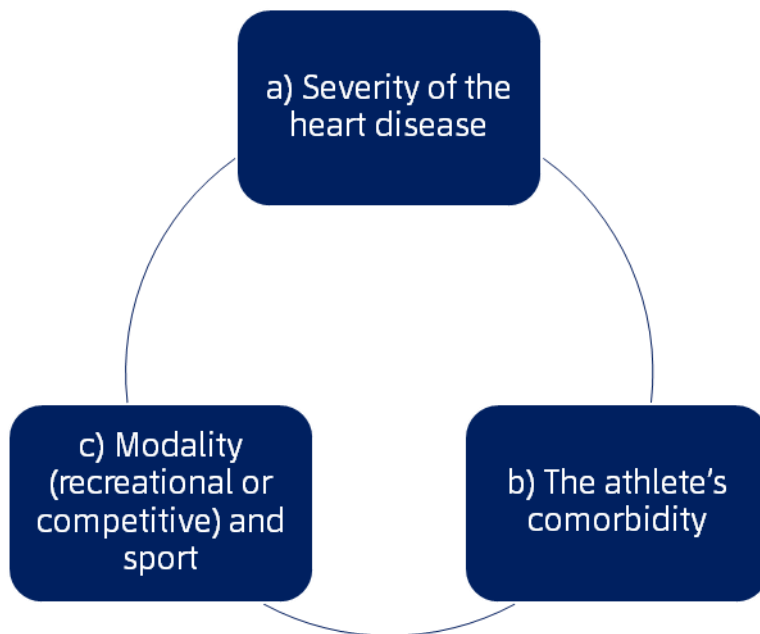 a) Severity of the
heart disease
c) Modality
(recreational or
competitive) and
sport
b) The athlete’s
comorbidity